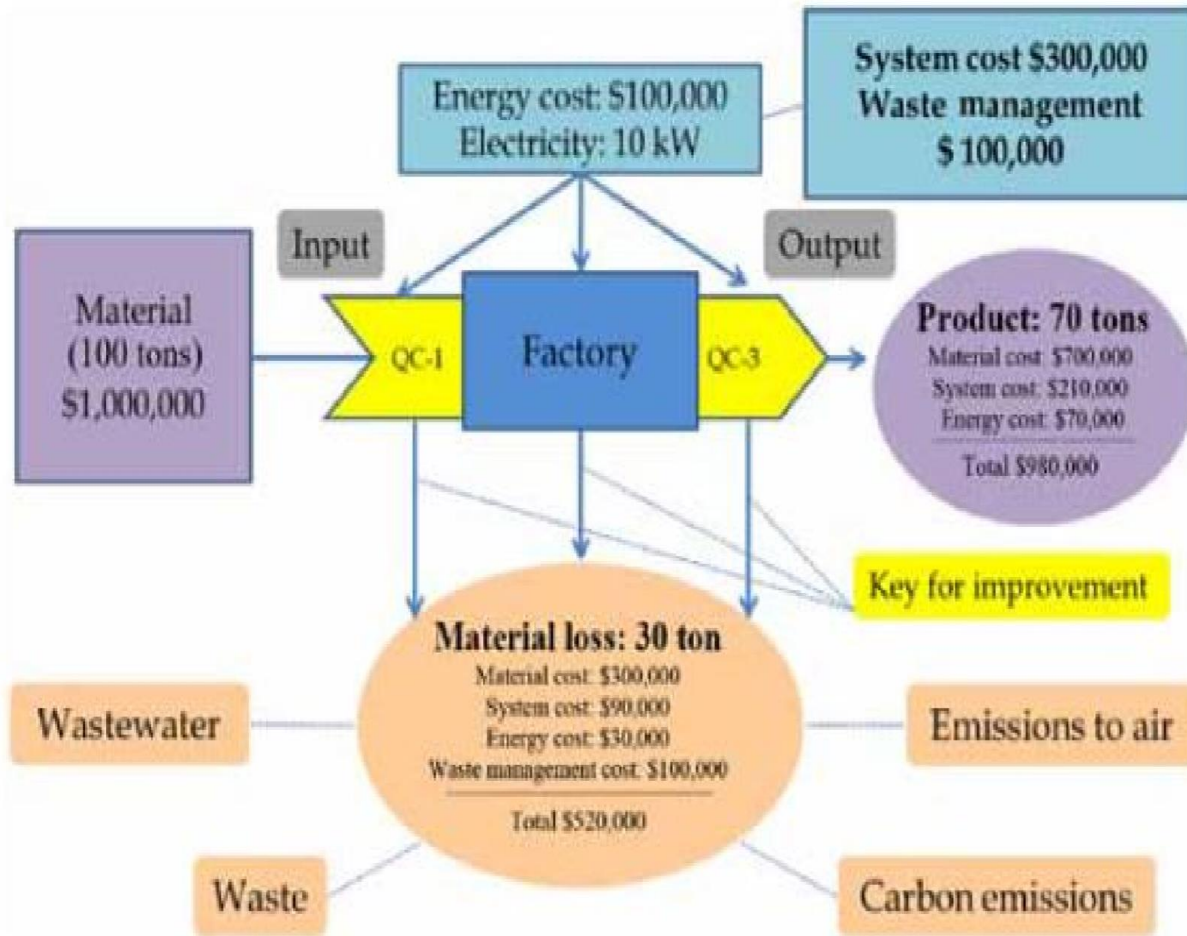 System cost $300,000
Waste management
$ 100,000
Energy cost: $100,000
Electricity: 10 kW
Input
Output
Material
(100 tons)
$1,000,000
QC-1
Factory
QC-3
Product: 70 tons
Material cost: $700,000
System cost: $210,000
Energy cost: $70,000
Total $980,000
Key for improvement
Material loss: 30 ton
Material cost: $300,000
System cost: $90,000
Energy cost: $30,000
Waste management cost: $100,000
Total $520,000
Wastewater
Emissions to air
Waste
Carbon emissions